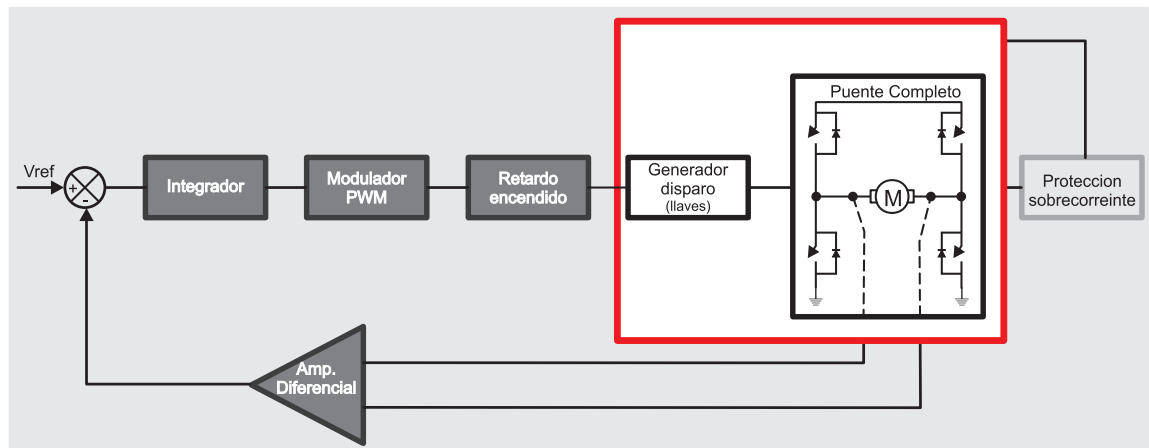 Puente Completo
Vref
+
-
Integrador
Modulador
PWM
Retardo
encendido
Generador
disparo
(llaves)
M
Proteccion
sobrecorreinte
Amp.
Diferencial